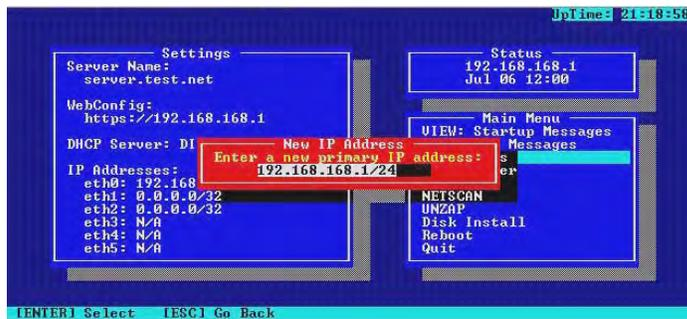 UpTime: 21:18:58
Settings
Server Name:
server.test.net
WebConfig:
https://192.168.168.1
DHCP Server: DI
IP Addresses:
eth0: 192.168
eth1: 0.0.0.0/32
eth2: 0.0.0.0/32
eth3: N/A
eth4: N/A
eth5: N/A
New IP Address
Enter a new primary IP address:
192.168.168.1/24
Status
192.168.168.1
Jul 06 12:00
Main Menu
VIEW: Startup Messages
Messages
s
er
NETSCAN
UNZAP
Disk Install
Reboot
Quit
[ENTER] Select [ESC] Go Back